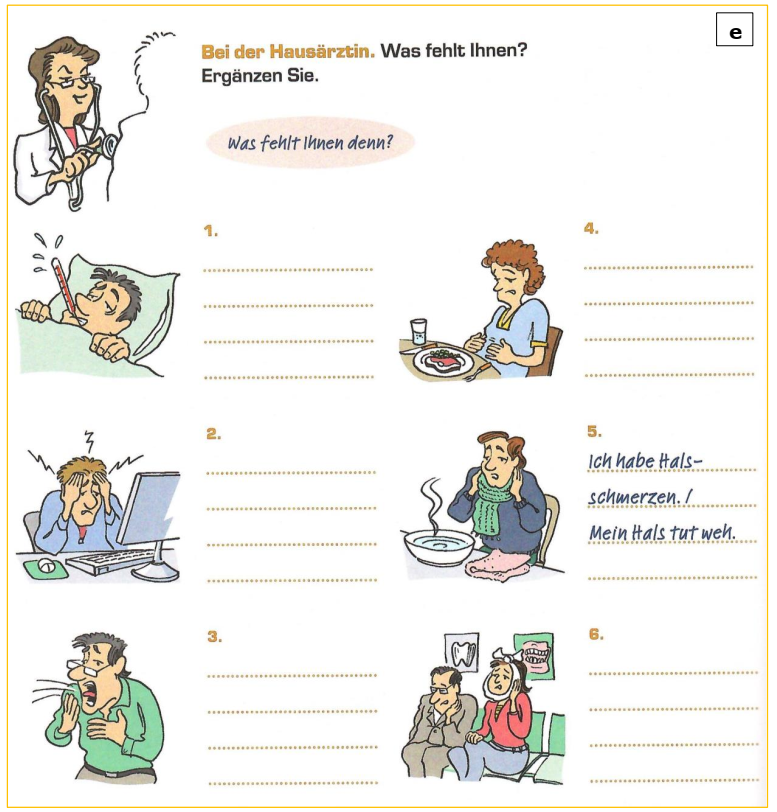 e
Bei der Hausärztin. Was fehlt Ihnen?
Ergänzen Sie.
Was fehlt Ihnen denn?
1.
4.
2.
5.
Ich habe Hals-
schmerzen. /
Mein Hals tut weh.
3.
6.